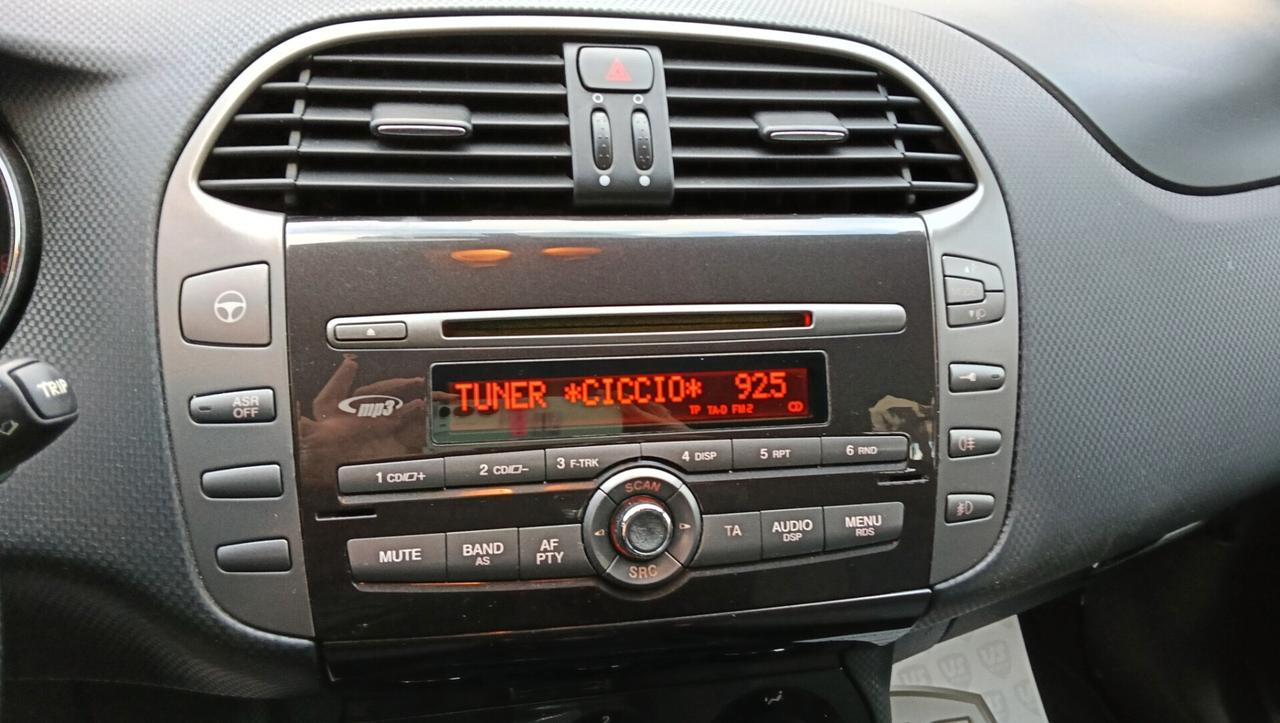 TRIP
ASR
OFF
mp3
TUNER *CICCIO* 925
TP TA-D FM2
1 CD+
2 CD-
3 F-TRK
4 DISP
5 RPT
6 RND
SCAN
MUTE
BAND
AS
AF
PTY
SRC
TA
AUDIO
DSP
MENU
RDS
VS